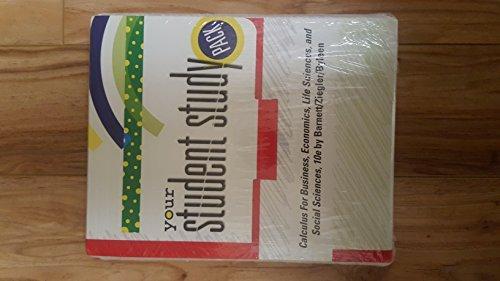 your
student study
PACK!
Calculus For Business, Economics, Life Sciences, and
Social Sciences, 10e by Barnett/Ziegler/Byleen